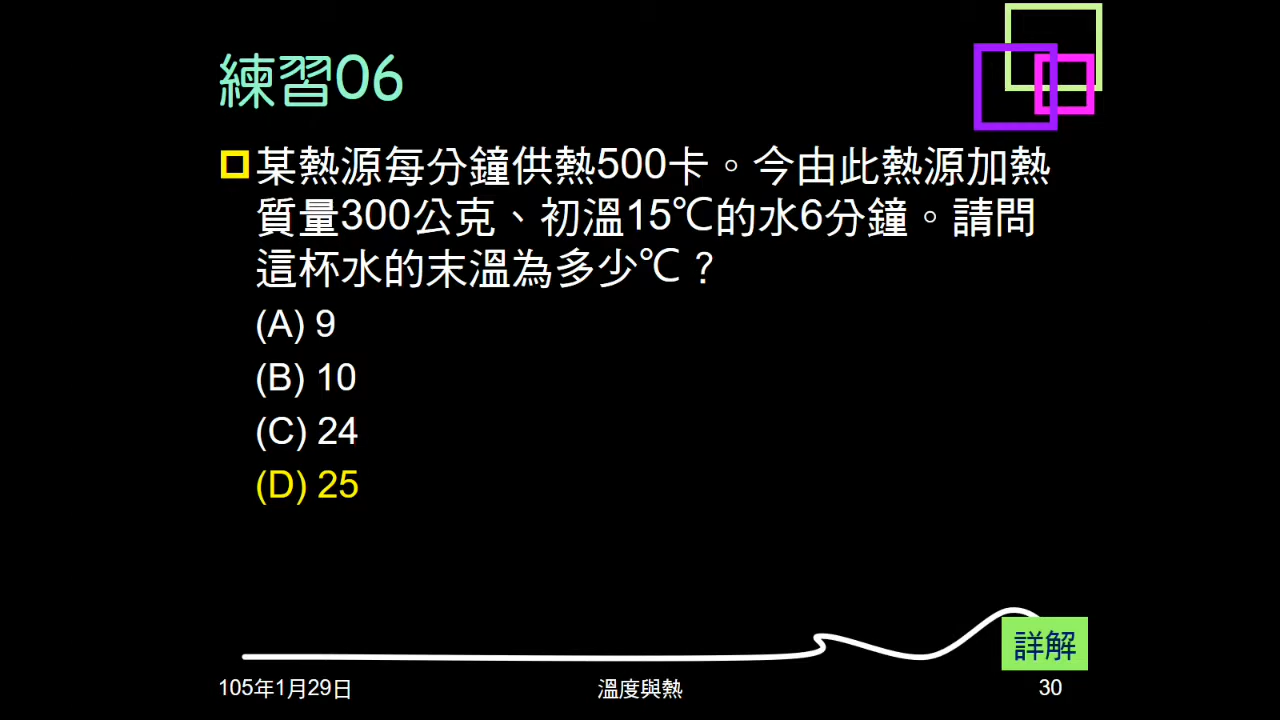 練習06
某熱源每分鐘供熱500卡。今由此熱源加熱
質量300公克、初溫15℃的水6分鐘。請問
這杯水的末溫為多少℃？
(A) 9
(B) 10
(C) 24
(D) 25
詳解
105年1月29日
溫度與熱
30